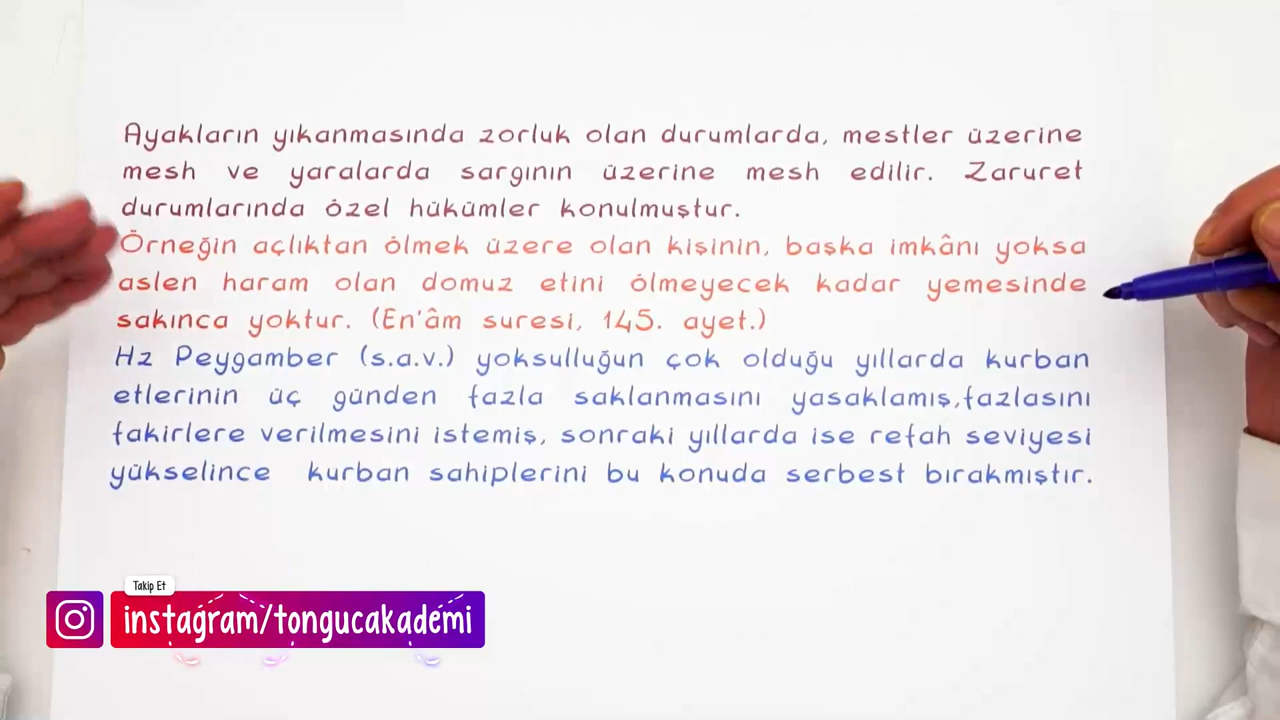 Ayakların yıkanmasında zorluk olan durumlarda, mestler üzerine
mesh ve yaralarda sargının üzerine mesh edilir. Zaruret
durumlarında özel hükümler konulmuştur.
Örneğin açlıktan ölmek üzere olan kişinin, başka imkânı yoksa
aslen haram olan domuz etini ölmeyecek kadar yemesinde
sakınca yoktur. (En'âm suresi, 145. ayet.)
Hz Peygamber (s.a.v.) yoksulluğun çok olduğu yıllarda kurban
etlerinin üç günden fazla saklanmasını yasaklamış,fazlasını
fakirlere verilmesini istemiş, sonraki yıllarda ise refah seviyesi
yükselince kurban sahiplerini bu konuda serbest bırakmıştır.
Takip Et
instagram/tongucakademi